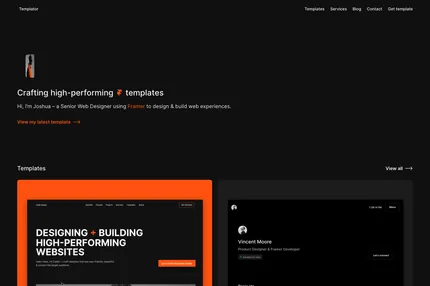 Templator
Templates Services Blog Contact Get template
Crafting high-performing templates
Hi, I'm Joshua – a Senior Web Designer using Framer to design & build web experiences.
View my latest template →
Templates
View all →
DESIGNING + BUILDING
HIGH-PERFORMING
WEBSITES
Vincent Moore
Product Designer & Framer Developer